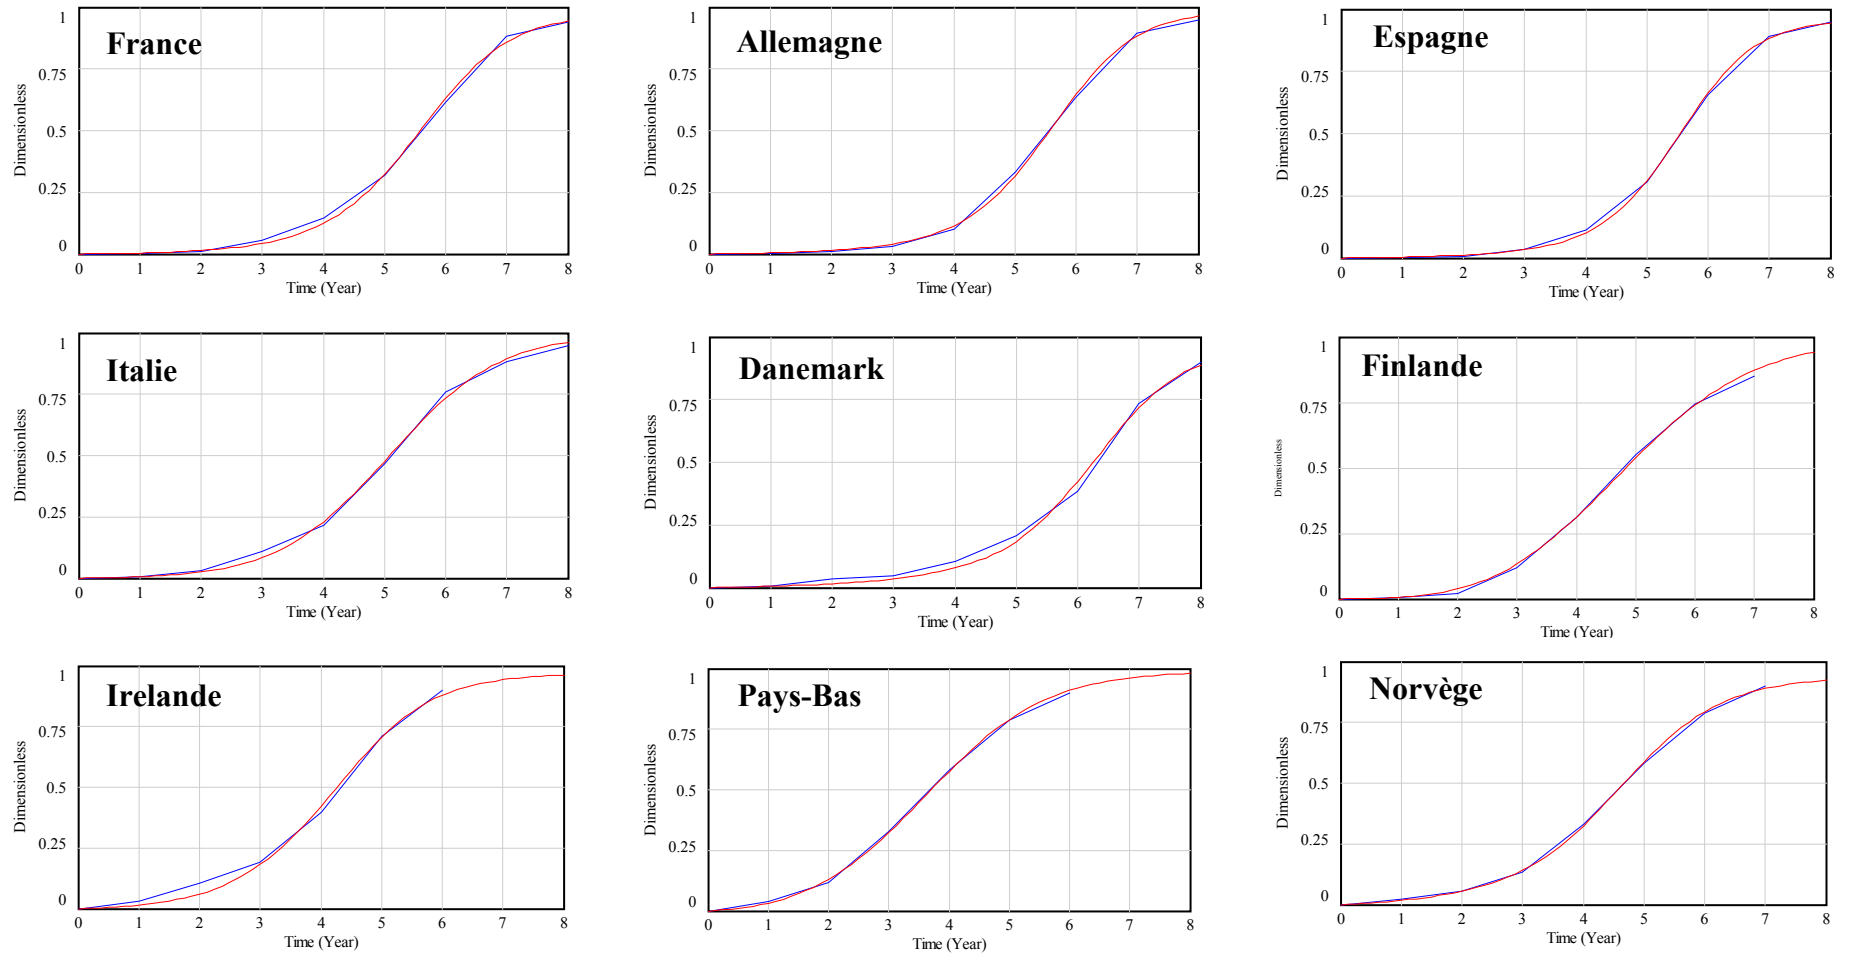 France
Dimensionless
1
0.75
0.5
0.25
0
0 1 2 3 4 5 6 7 8
Time (Year)
Allemagne
Dimensionless
1
0.75
0.5
0.25
0
0 1 2 3 4 5 6 7 8
Time (Year)
Espagne
Dimensionless
1
0.75
0.5
0.25
0
0 1 2 3 4 5 6 7 8
Time (Year)
Italie
Dimensionless
1
0.75
0.5
0.25
0
0 1 2 3 4 5 6 7 8
Time (Year)
Danemark
Dimensionless
1
0.75
0.5
0.25
0
0 1 2 3 4 5 6 7 8
Time (Year)
Finlande
Dimensionless
1
0.75
0.5
0.25
0
0 1 2 3 4 5 6 7 8
Time (Year)
Irelande
Dimensionless
1
0.75
0.5
0.25
0
0 1 2 3 4 5 6 7 8
Time (Year)
Pays-Bas
Dimensionless
1
0.75
0.5
0.25
0
0 1 2 3 4 5 6 7 8
Time (Year)
Norvège
Dimensionless
1
0.75
0.5
0.25
0
0 1 2 3 4 5 6 7 8
Time (Year)